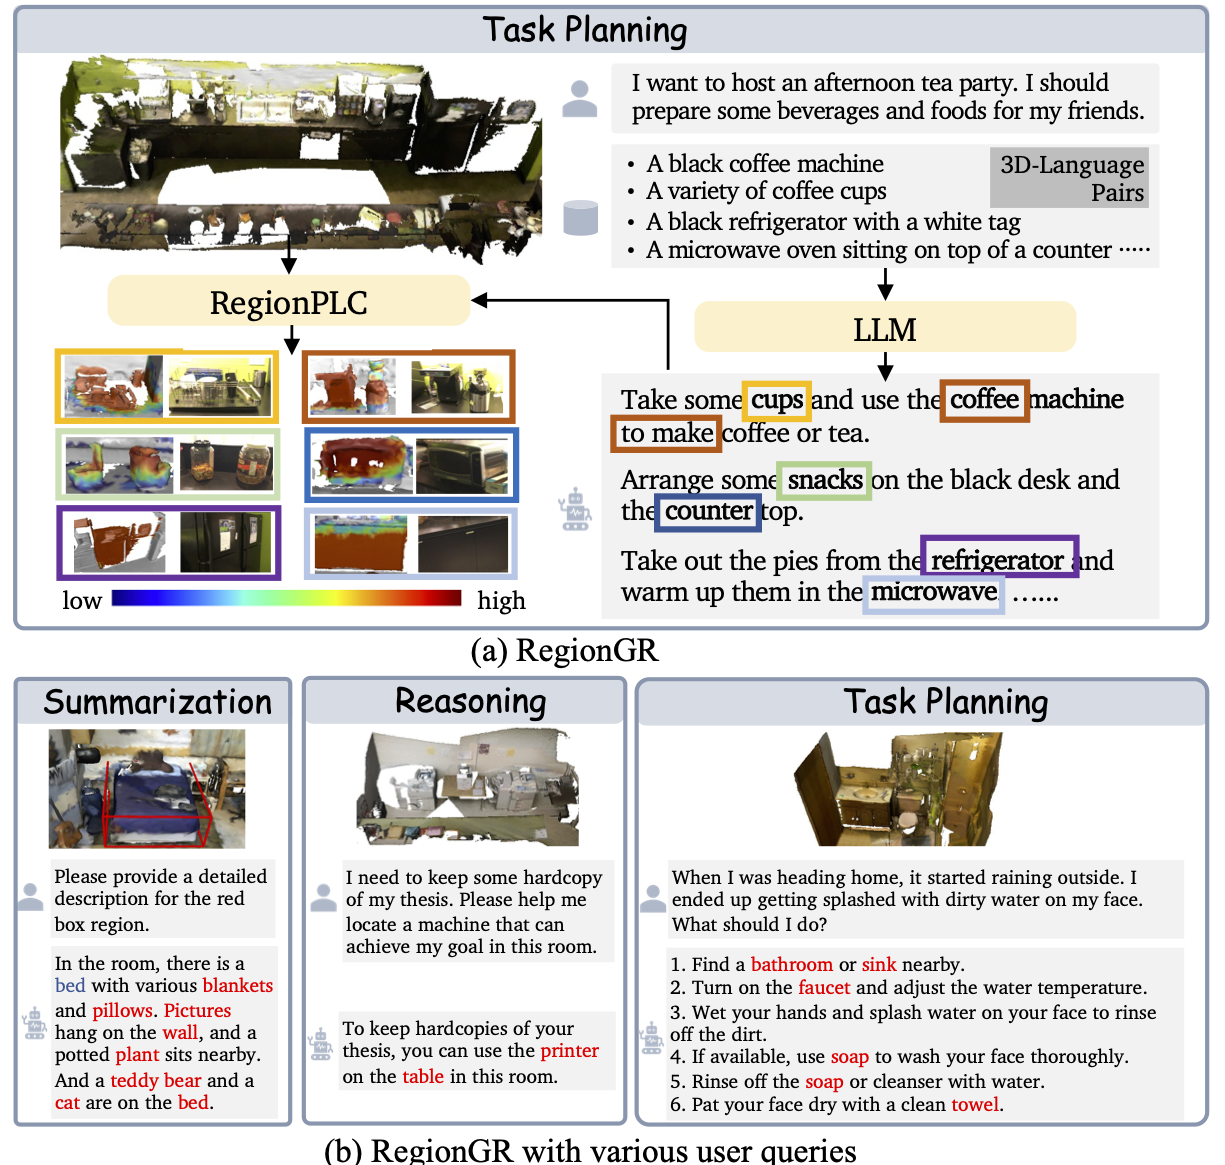 Task Planning
I want to host an afternoon tea party. I should
prepare some beverages and foods for my friends.
• A black coffee machine
• A variety of coffee cups
• A black refrigerator with a white tag
• A microwave oven sitting on top of a counter ·····
3D-Language
Pairs
RegionPLC
LLM
Take some cups and use the coffee machine
to make coffee or tea.
Arrange some snacks on the black desk and
the counter top.
Take out the pies from the refrigerator and
warm up them in the microwave. ......
low
high
(a) RegionGR
Summarization
Please provide a detailed
description for the red
box region.
In the room, there is a
bed with various blankets
and pillows. Pictures
hang on the wall, and a
potted plant sits nearby.
And a teddy bear and a
cat are on the bed.
Reasoning
I need to keep some hardcopy
of my thesis. Please help me
locate a machine that can
achieve my goal in this room.
To keep hardcopies of your
thesis, you can use the printer
on the table in this room.
Task Planning
When I was heading home, it started raining outside. I
ended up getting splashed with dirty water on my face.
What should I do?
1. Find a bathroom or sink nearby.
2. Turn on the faucet and adjust the water temperature.
3. Wet your hands and splash water on your face to rinse
off the dirt.
4. If available, use soap to wash your face thoroughly.
5. Rinse off the soap or cleanser with water.
6. Pat your face dry with a clean towel.
(b) RegionGR with various user queries